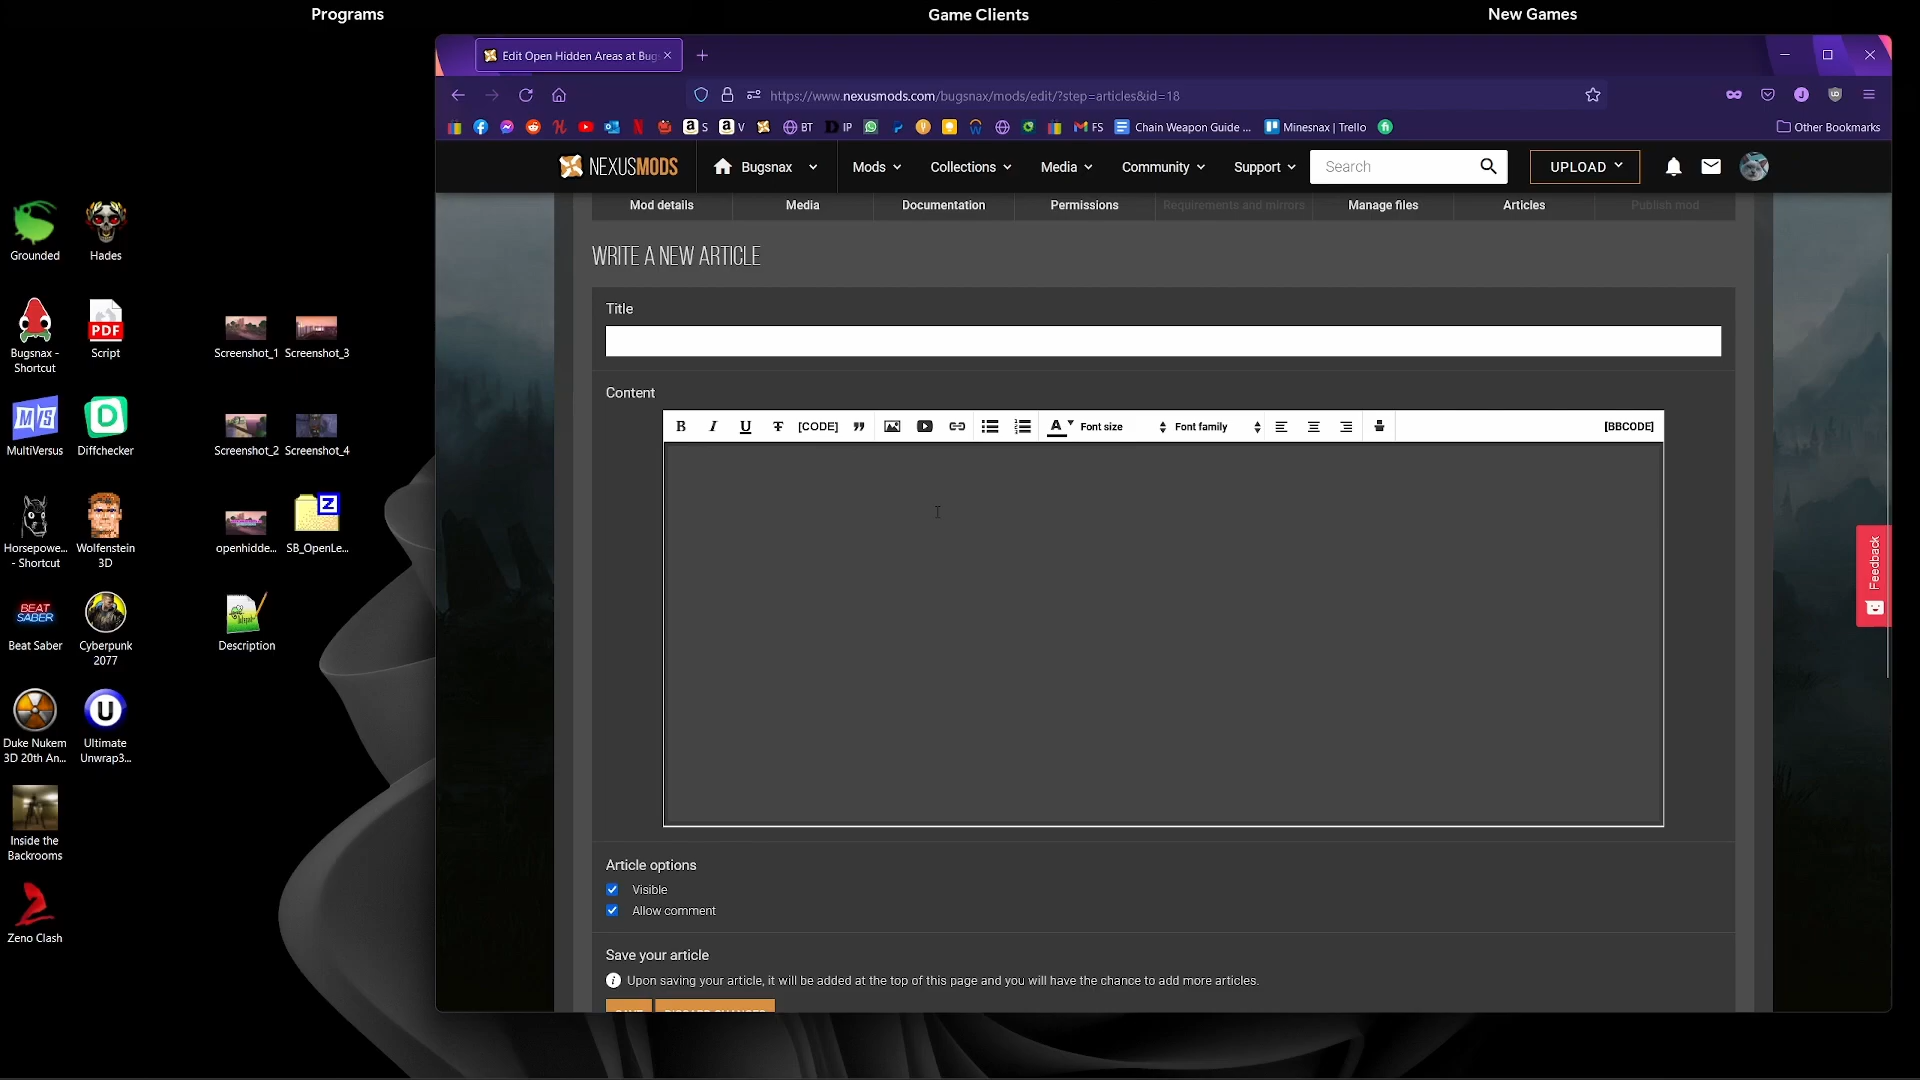 Programs
Game Clients
New Games
Edit Open Hidden Areas at Bug
https://www.nexusmods.com/bugsnax/mods/edit/?step=articles&id=18
S
V
BT
IP
FS
Chain Weapon Guide ...
Minesnax | Trello
Other Bookmarks
NEXUSMODS
Bugsnax
Mods
Collections
Media
Community
Support
Search
UPLOAD
Mod details
Media
Documentation
Permissions
Requirements and mirrors
Manage files
Articles
Publish mod
WRITE A NEW ARTICLE
Title
Content
B
I
U
T
[CODE]
A
Font size
Font family
[BBCODE]
Article options
Visible
Allow comment
Save your article
Upon saving your article, it will be added at the top of this page and you will have the chance to add more articles.
Feedback
Grounded
Hades
PDF
Bugsnax -
Shortcut
Script
Screenshot_1
Screenshot_3
M/S
D
MultiVersus
Diffchecker
Screenshot_2
Screenshot_4
Z
Horsepowe...
- Shortcut
Wolfenstein
3D
openhidde...
SB_OpenLe...
BEAT
SABER
Beat Saber
Cyberpunk
2077
Description
U
Duke Nukem
3D 20th An...
Ultimate
Unwrap3...
Inside the
Backrooms
Zeno Clash